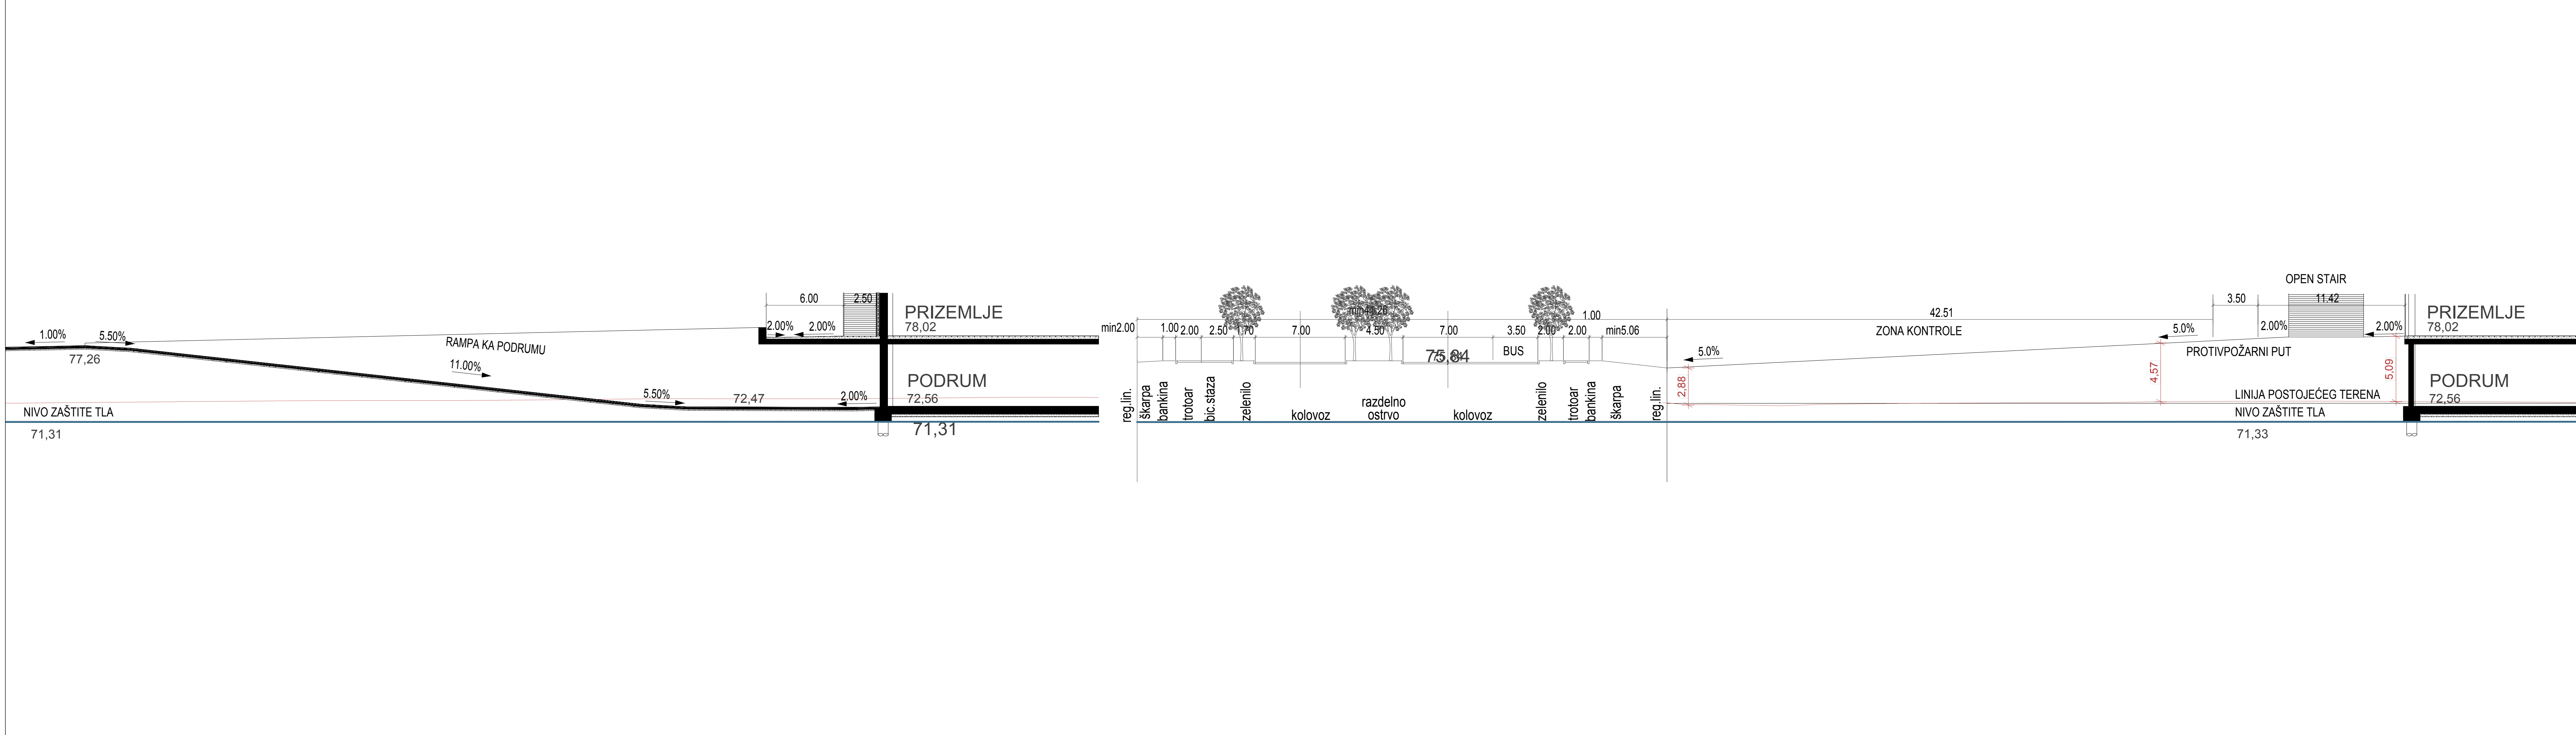 1.00%
5.50%
77,26
RAMPA KA PODRUMU
11.00%
6.00
2.50
2.00%
2.00%
PRIZEMLJE
78,02
PODRUM
72,56
5.50%
72,47
2.00%
NIVO ZAŠTITE TLA
71,31
71,31
min2.00
1.00
2.00
2.50
1.70
7.00
4.50
7.00
3.50
2.00
2.00
1.00
min5.06
75,84
BUS
reg.lin.
škarpa
bankina
trotoar
bic.staza
zelenilo
kolovoz
razdelno
ostrvo
kolovoz
zelenilo
trotoar
bankina
škarpa
reg.lin.
42.51
ZONA KONTROLE
5.0%
2,88
OPEN STAIR
3.50
11.42
5.0%
2.00%
2.00%
PROTIVPOŽARNI PUT
4,57
5,09
LINIJA POSTOJEĆEG TERENA
NIVO ZAŠTITE TLA
71,33
PRIZEMLJE
78,02
PODRUM
72,56